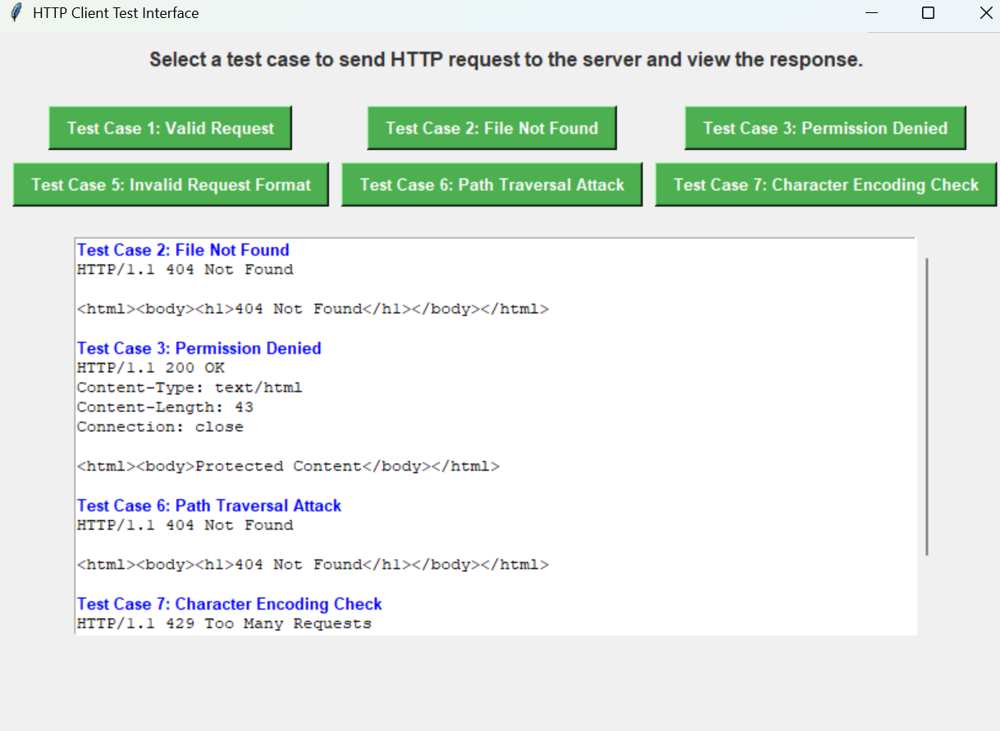 HTTP Client Test Interface
Select a test case to send HTTP request to the server and view the response.
Test Case 1: Valid Request
Test Case 2: File Not Found
Test Case 3: Permission Denied
Test Case 5: Invalid Request Format
Test Case 6: Path Traversal Attack
Test Case 7: Character Encoding Check
Test Case 2: File Not Found
HTTP/1.1 404 Not Found
<html><body><h1>404 Not Found</h1></body></html>
Test Case 3: Permission Denied
HTTP/1.1 200 OK
Content-Type: text/html
Content-Length: 43
Connection: close
<html><body>Protected Content</body></html>
Test Case 6: Path Traversal Attack
HTTP/1.1 404 Not Found
<html><body><h1>404 Not Found</h1></body></html>
Test Case 7: Character Encoding Check
HTTP/1.1 429 Too Many Requests